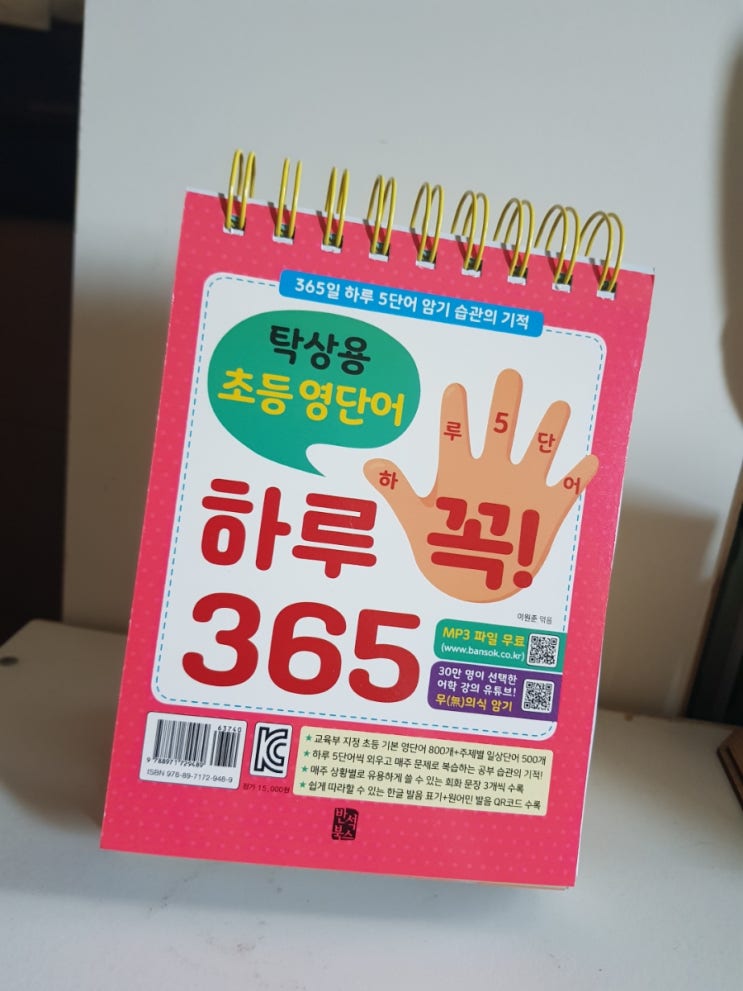 365일 하루 5단어 암기 습관의 기적
탁상용
초등 영단어
하 루 5 단 어
하루 꼭!
365
이원준 엮음
MP3 파일 무료
(www.bansok.co.kr)
30만 명이 선택한
어학 강의 유튜브!
무(無)의식 암기
63740
9 788971 729489
ISBN 978-89-7172-948-9
정가 15,000원
★ 교육부 지정 초등 기본 영단어 800개+주제별 일상단어 500개
★ 하루 5단어씩 외우고 매주 문제로 복습하는 공부 습관의 기적!
★ 매주 상황별로 유용하게 쓸 수 있는 회화 문장 3개씩 수록
★ 쉽게 따라할 수 있는 한글 발음 표기+원어민 발음 QR코드 수록
반석
북스